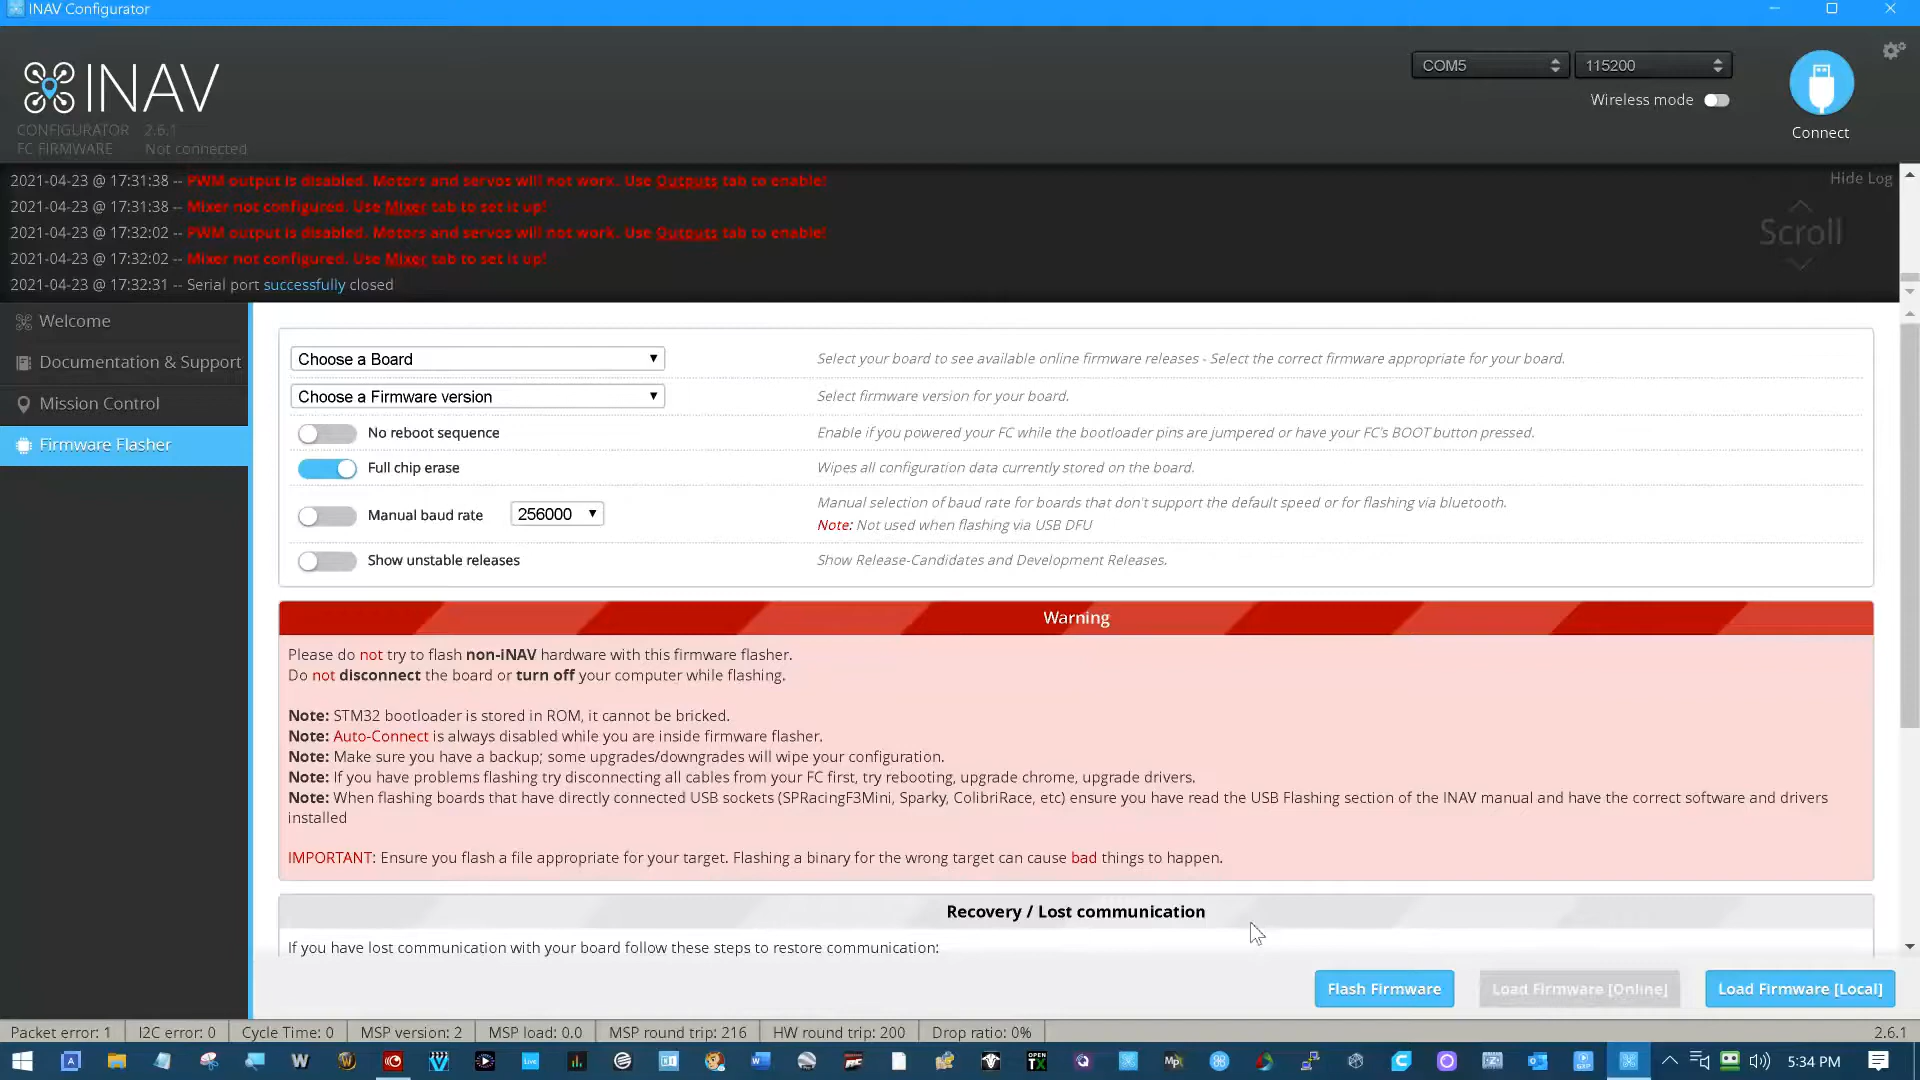 INAV Configurator
INAV
CONFIGURATOR 2.6.1
FC FIRMWARE Not connected
COM5
115200
Wireless mode
Connect
2021-04-23 @ 17:31:38 -- PWM output is disabled. Motors and servos will not work. Use Outputs tab to enable!
2021-04-23 @ 17:31:38 -- Mixer not configured. Use Mixer tab to set it up!
2021-04-23 @ 17:32:02 -- PWM output is disabled. Motors and servos will not work. Use Outputs tab to enable!
2021-04-23 @ 17:32:02 -- Mixer not configured. Use Mixer tab to set it up!
2021-04-23 @ 17:32:31 -- Serial port successfully closed
Hide Log
Scroll
Welcome
Documentation & Support
Mission Control
Firmware Flasher
Choose a Board
Select your board to see available online firmware releases - Select the correct firmware appropriate for your board.
Choose a Firmware version
Select firmware version for your board.
No reboot sequence
Enable if you powered your FC while the bootloader pins are jumpered or have your FC's BOOT button pressed.
Full chip erase
Wipes all configuration data currently stored on the board.
Manual baud rate
256000
Manual selection of baud rate for boards that don't support the default speed or for flashing via bluetooth.
Note: Not used when flashing via USB DFU
Show unstable releases
Show Release-Candidates and Development Releases.
Warning
Please do not try to flash non-iNAV hardware with this firmware flasher.
Do not disconnect the board or turn off your computer while flashing.
Note: STM32 bootloader is stored in ROM, it cannot be bricked.
Note: Auto-Connect is always disabled while you are inside firmware flasher.
Note: Make sure you have a backup; some upgrades/downgrades will wipe your configuration.
Note: If you have problems flashing try disconnecting all cables from your FC first, try rebooting, upgrade chrome, upgrade drivers.
Note: When flashing boards that have directly connected USB sockets (SPRacingF3Mini, Sparky, ColibriRace, etc) ensure you have read the USB Flashing section of the INAV manual and have the correct software and drivers
installed
IMPORTANT: Ensure you flash a file appropriate for your target. Flashing a binary for the wrong target can cause bad things to happen.
Recovery / Lost communication
If you have lost communication with your board follow these steps to restore communication:
Flash Firmware
Load Firmware [Online]
Load Firmware [Local]
Packet error: 1
I2C error: 0
Cycle Time: 0
MSP version: 2
MSP load: 0.0
MSP round trip: 216
HW round trip: 200
Drop ratio: 0%
2.6.1
5:34 PM